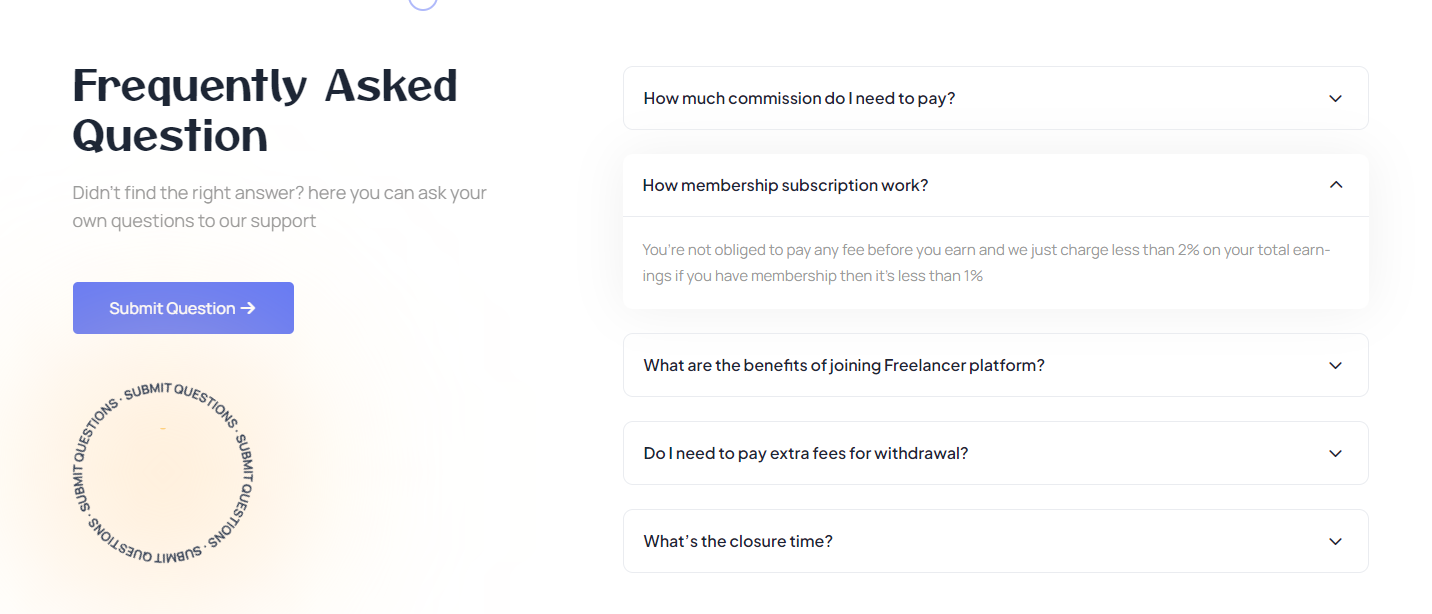 Frequently Asked
Question
Didn't find the right answer? here you can ask your
own questions to our support
Submit Question
SUBMIT QUESTIONS · SUBMIT QUESTIONS · SUBMIT QUESTIONS · SUBMIT QUESTIONS ·
How much commission do I need to pay?
How membership subscription work?
You're not obliged to pay any fee before you earn and we just charge less than 2% on your total earn-
ings if you have membership then it's less than 1%
What are the benefits of joining Freelancer platform?
Do I need to pay extra fees for withdrawal?
What's the closure time?